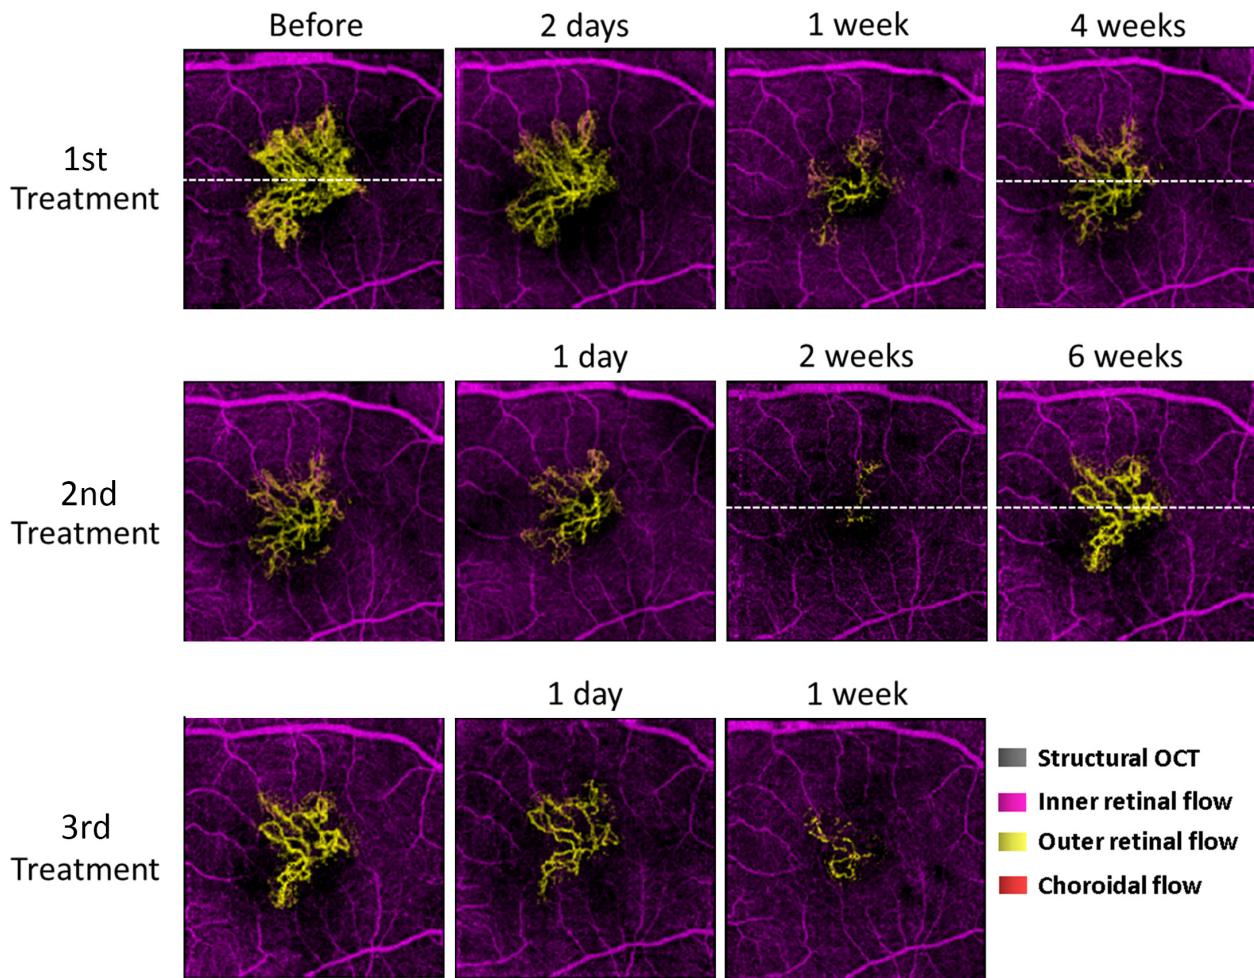 Before
2 days
1 week
4 weeks
1st
Treatment
1 day
2 weeks
6 weeks
2nd
Treatment
1 day
1 week
3rd
Treatment
Structural OCT
Inner retinal flow
Outer retinal flow
Choroidal flow